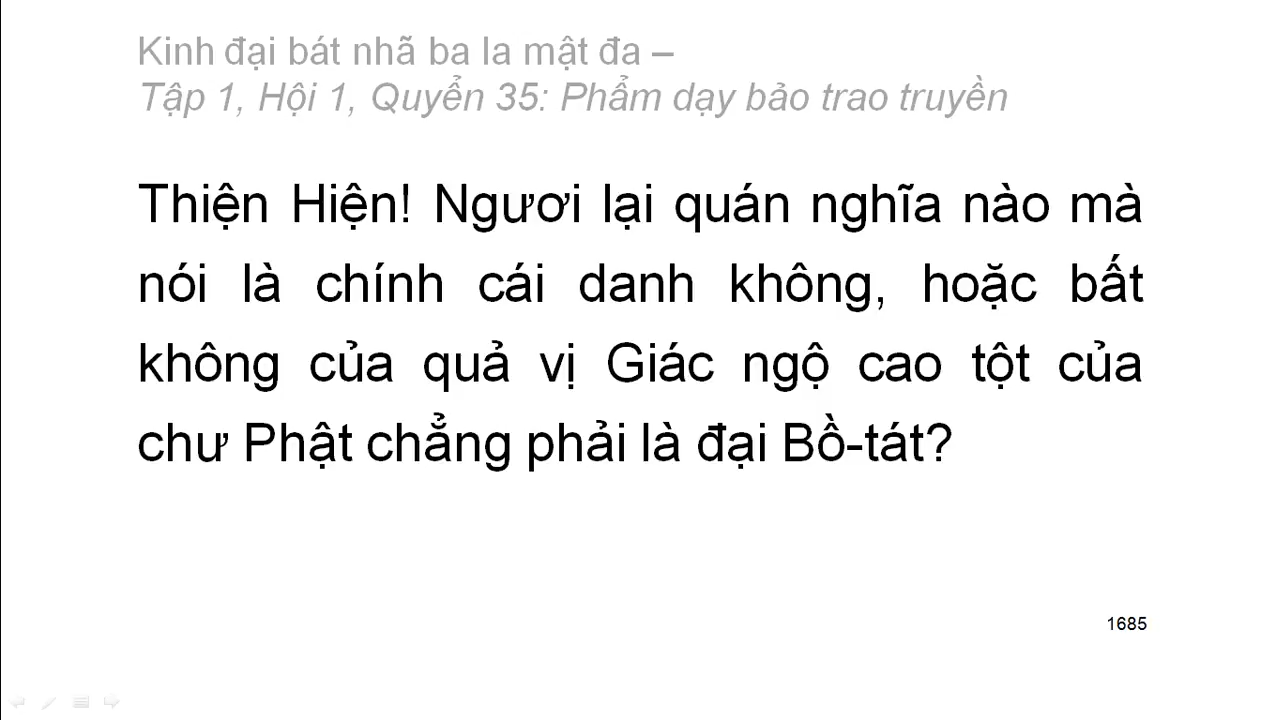 Kinh đại bát nhã ba la mật đa –
Tập 1, Hội 1, Quyển 35: Phẩm dạy bảo trao truyền
Thiện Hiện! Ngươi lại quán nghĩa nào mà
nói là chính cái danh không, hoặc bất
không của quả vị Giác ngộ cao tột của
chư Phật chẳng phải là đại Bồ-tát?
1685